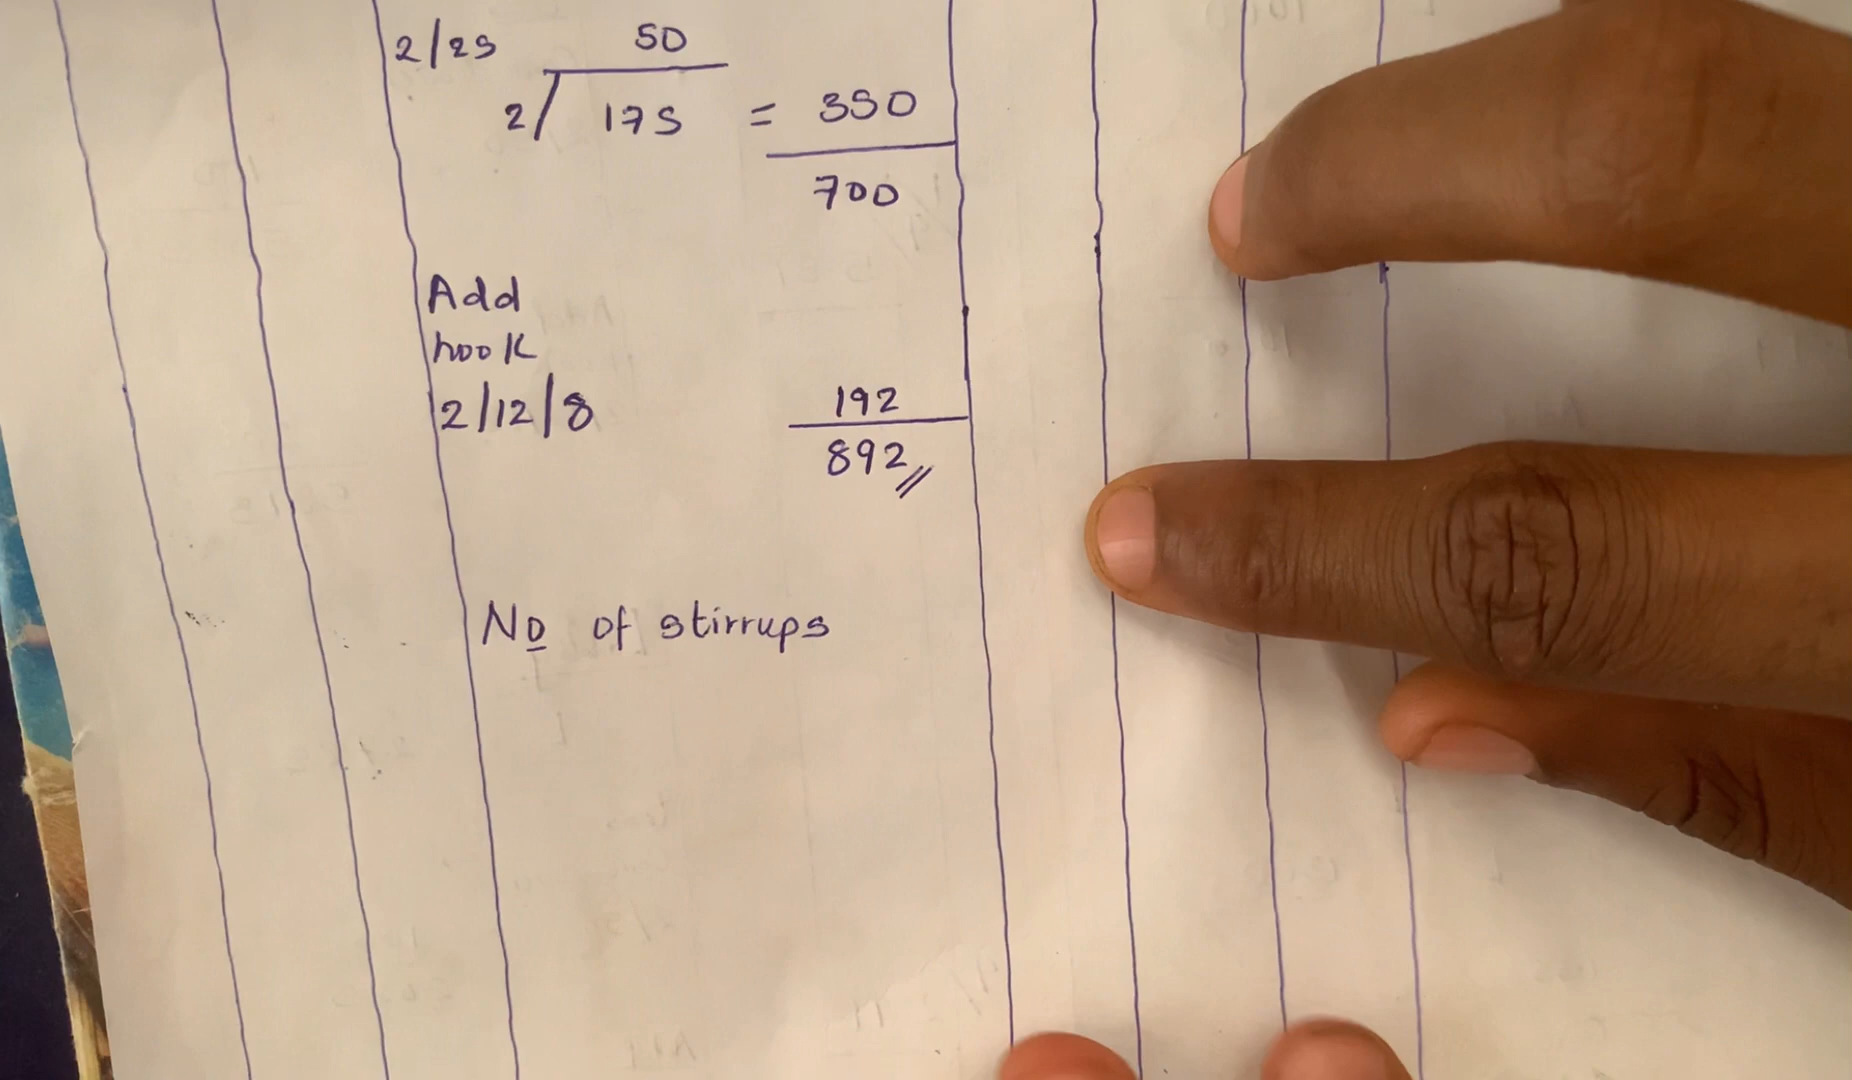 2/25 50
2/ 175 = 350
700
Add
hook
2/12/8 192
892
No of stirrups